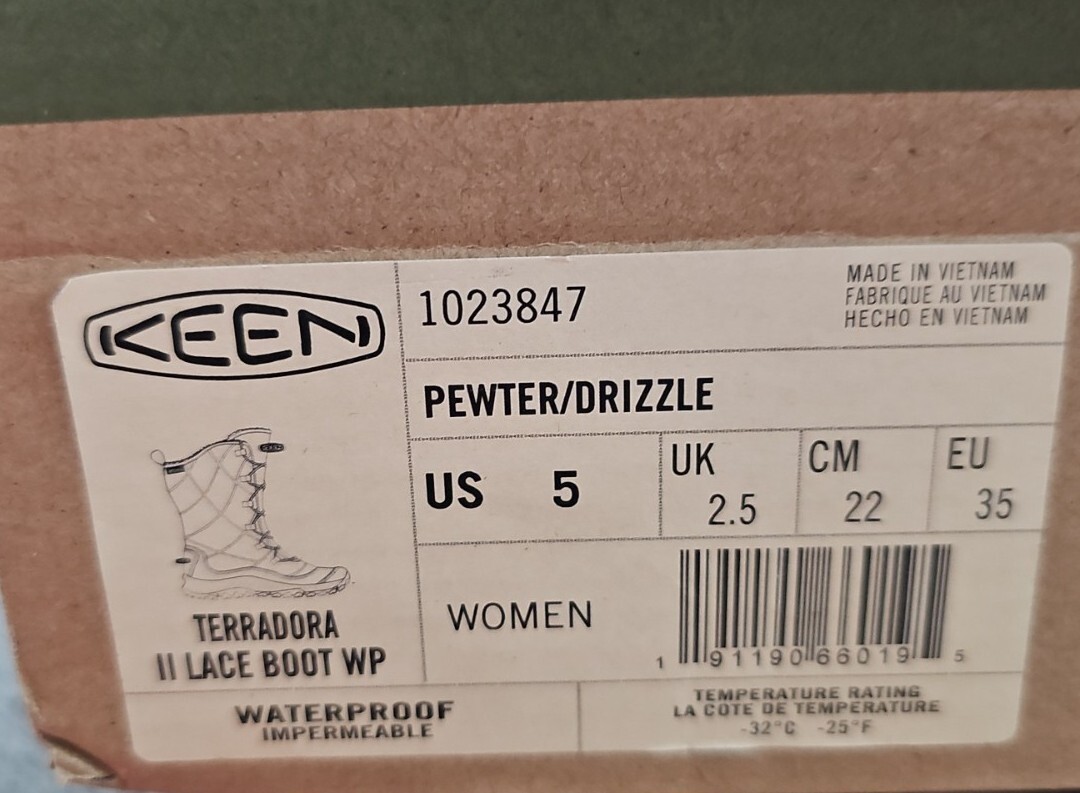 KEEN
1023847
MADE IN VIETNAM
FABRIQUE AU VIETNAM
HECHO EN VIETNAM
PEWTER/DRIZZLE
US 5
UK 2.5
CM 22
EU 35
TERRADORA
II LACE BOOT WP
WOMEN
1 91190 66019 5
WATERPROOF
IMPERMEABLE
TEMPERATURE RATING
LA COTE DE TEMPERATURE
-32°C -25°F